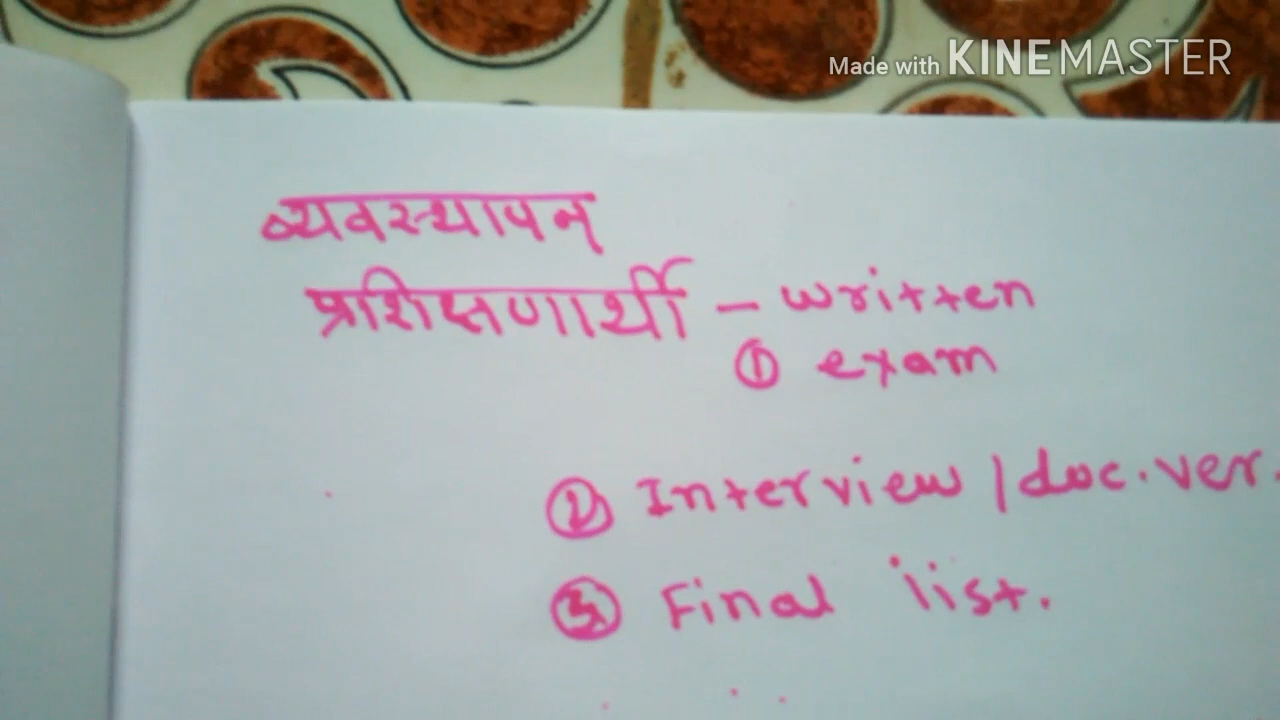 Made with KINEMASTER
व्यवस्थापन
प्रशिक्षणार्थी - written
① exam
② Interview / doc. ver.
③ Final list.